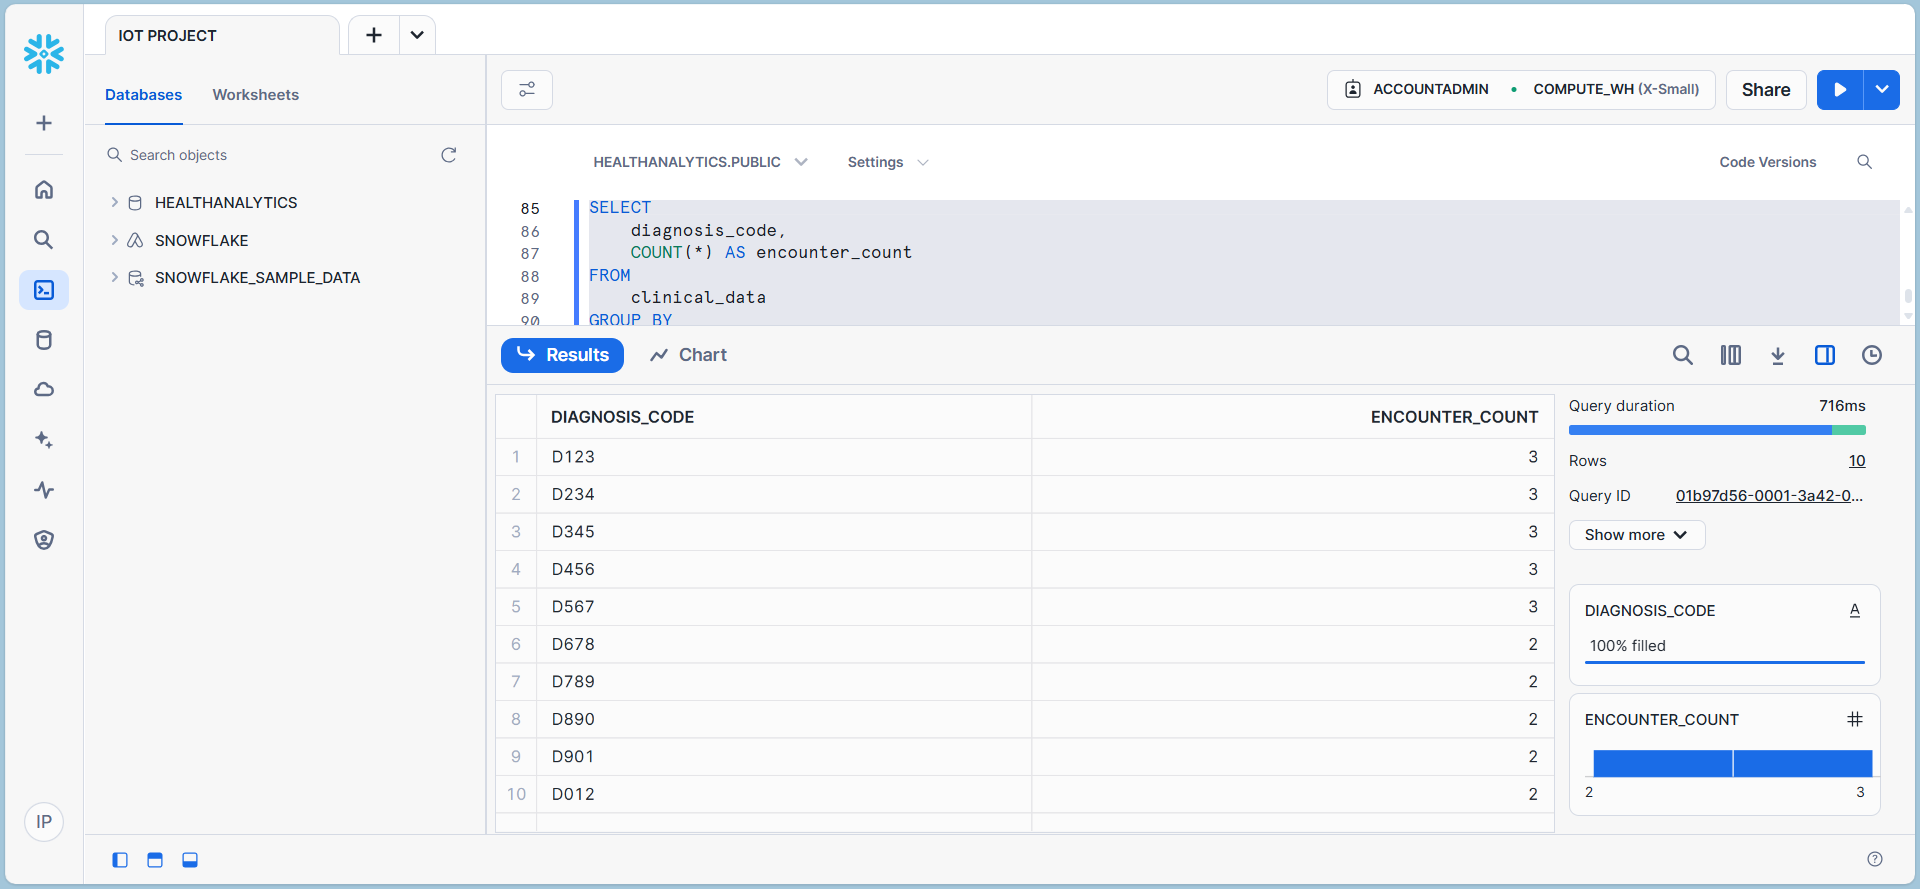 IOT PROJECT
Databases
Worksheets
Search objects
HEALTHANALYTICS
SNOWFLAKE
SNOWFLAKE_SAMPLE_DATA
IP
ACCOUNTADMIN • COMPUTE_WH (X-Small)
Share
HEALTHANALYTICS.PUBLIC
Settings
Code Versions
85 SELECT
86 diagnosis_code,
87 COUNT(*) AS encounter_count
88 FROM
89 clinical_data
90 GROUP BY
Results
Chart
DIAGNOSIS_CODE ENCOUNTER_COUNT
1 D123 3
2 D234 3
3 D345 3
4 D456 3
5 D567 3
6 D678 2
7 D789 2
8 D890 2
9 D901 2
10 D012 2
Query duration 716ms
Rows 10
Query ID 01b97d56-0001-3a42-0...
Show more
DIAGNOSIS_CODE A
100% filled
ENCOUNTER_COUNT #
2 3